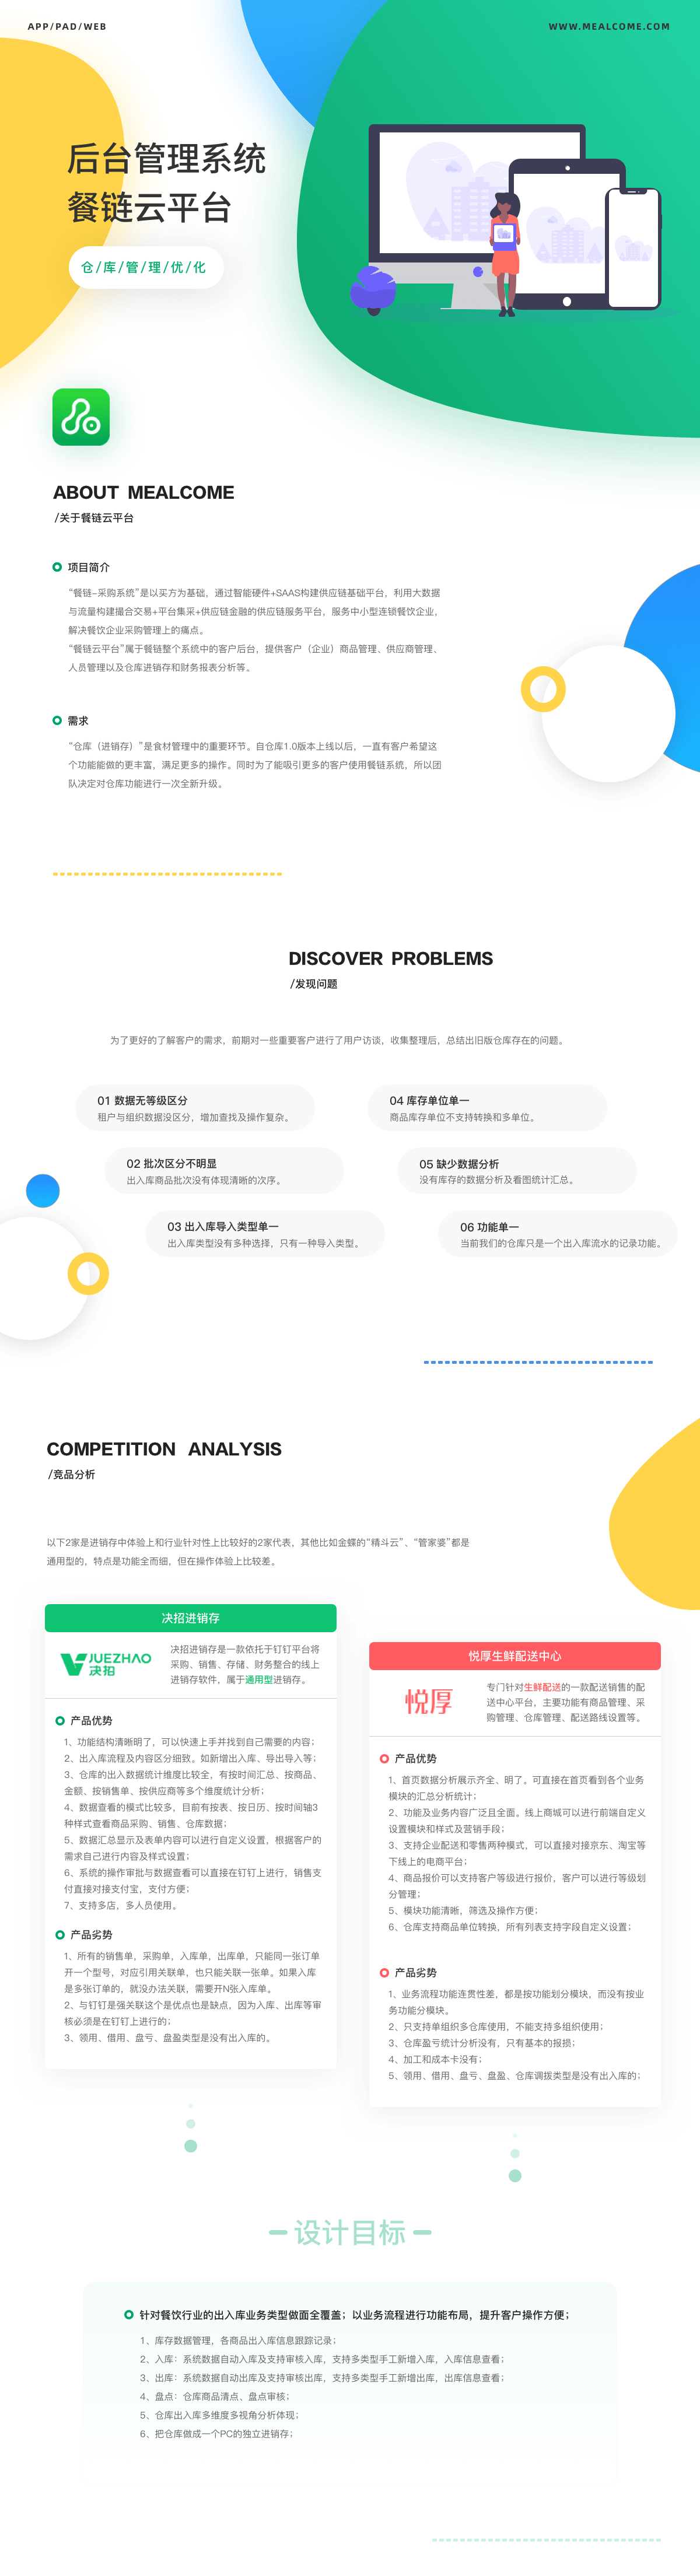 APP/PAD/WEB
WWW.MEALCOME.COM
后台管理系统
餐链云平台
仓/库/管/理/优/化
ABOUT MEALCOME
/关于餐链云平台
项目简介
“餐链-采购系统”是以买方为基础，通过智能硬件+SAAS构建供应链基础平台，利用大数据
与流量构建撮合交易+平台集采+供应链金融的供应链服务平台，服务中小型连锁餐饮企业，
解决餐饮企业采购管理上的痛点。
“餐链云平台”属于餐链整个系统中的客户后台，提供客户（企业）商品管理、供应商管理、
人员管理以及仓库进销存和财务报表分析等。
需求
“仓库（进销存）”是食材管理中的重要环节。自仓库1.0版本上线以后，一直有客户希望这
个功能能做的更丰富，满足更多的操作。同时为了能吸引更多的客户使用餐链系统，所以团
队决定对仓库功能进行一次全新升级。
DISCOVER PROBLEMS
/发现问题
为了更好的了解客户的需求，前期对一些重要客户进行了用户访谈，收集整理后，总结出旧版仓库存在的问题。
01 数据无等级区分
租户与组织数据没区分，增加查找及操作复杂。
04 库存单位单一
商品库存单位不支持转换和多单位。
02 批次区分不明显
出入库商品批次没有体现清晰的次序。
05 缺少数据分析
没有库存的数据分析及看图统计汇总。
03 出入库导入类型单一
出入库类型没有多种选择，只有一种导入类型。
06 功能单一
当前我们的仓库只是一个出入库流水的记录功能。
COMPETITION ANALYSIS
/竞品分析
以下2家是进销存中体验上和行业针对性上比较好的2家代表，其他比如金蝶的“精斗云”、“管家婆”都是
通用型的，特点是功能全而细，但在操作体验上比较差。
决招进销存
JUEZHAO
决招
决招进销存是一款依托于钉钉平台将
采购、销售、存储、财务整合的线上
进销存软件，属于通用型进销存。
产品优势
1、功能结构清晰明了，可以快速上手并找到自己需要的内容；
2、出入库流程及内容区分细致。如新增出入库、导出导入等；
3、仓库的出入数据统计维度比较全，有按时间汇总、按商品、
金额、按销售单、按供应商等多个维度统计分析；
4、数据查看的模式比较多，目前有按表、按日历、按时间轴3
种样式查看商品采购、销售、仓库数据；
5、数据汇总显示及表单内容可以进行自定义设置，根据客户的
需求自己进行内容及样式设置；
6、系统的操作审批与数据查看可以直接在钉钉上进行，销售支
付直接对接支付宝，支付方便；
7、支持多店，多人员使用。
产品劣势
1、所有的销售单，采购单，入库单，出库单，只能同一张订单
开一个型号，对应引用关联单，也只能关联一张单。如果入库
是多张订单的，就没办法关联，需要开N张入库单。
2、与钉钉是强关联这个是优点也是缺点，因为入库、出库等审
核必须是在钉钉上进行的；
3、领用、借用、盘亏、盘盈类型是没有出入库的。
悦厚生鲜配送中心
悦厚
专门针对生鲜配送的一款配送销售的配
送中心平台，主要功能有商品管理、采
购管理、仓库管理、配送路线设置等。
产品优势
1、首页数据分析展示齐全、明了。可直接在首页看到各个业务
模块的汇总分析统计；
2、功能及业务内容广泛且全面。线上商城可以进行前端自定义
设置模块和样式及营销手段；
3、支持企业配送和零售两种模式，可以直接对接京东、淘宝等
下线上的电商平台；
4、商品报价可以支持客户等级进行报价，客户可以进行等级划
分管理；
5、模块功能清晰，筛选及操作方便；
6、仓库支持商品单位转换，所有列表支持字段自定义设置；
产品劣势
1、业务流程功能连贯性差，都是按功能划分模块，而没有按业
务功能分模块。
2、只支持单组织多仓库使用，不能支持多组织使用；
3、仓库盈亏统计分析没有，只有基本的报损；
4、加工和成本卡没有；
5、领用、借用、盘亏、盘盈、仓库调拨类型是没有出入库的；
设计目标
针对餐饮行业的出入库业务类型做面全覆盖；以业务流程进行功能布局，提升客户操作方便；
1、库存数据管理，各商品出入库信息跟踪记录；
2、入库：系统数据自动入库及支持审核入库，支持多类型手工新增入库，入库信息查看；
3、出库：系统数据自动出库及支持审核出库，支持多类型手工新增出库，出库信息查看；
4、盘点：仓库商品清点、盘点审核；
5、仓库出入库多维度多视角分析体现；
6、把仓库做成一个PC的独立进销存；